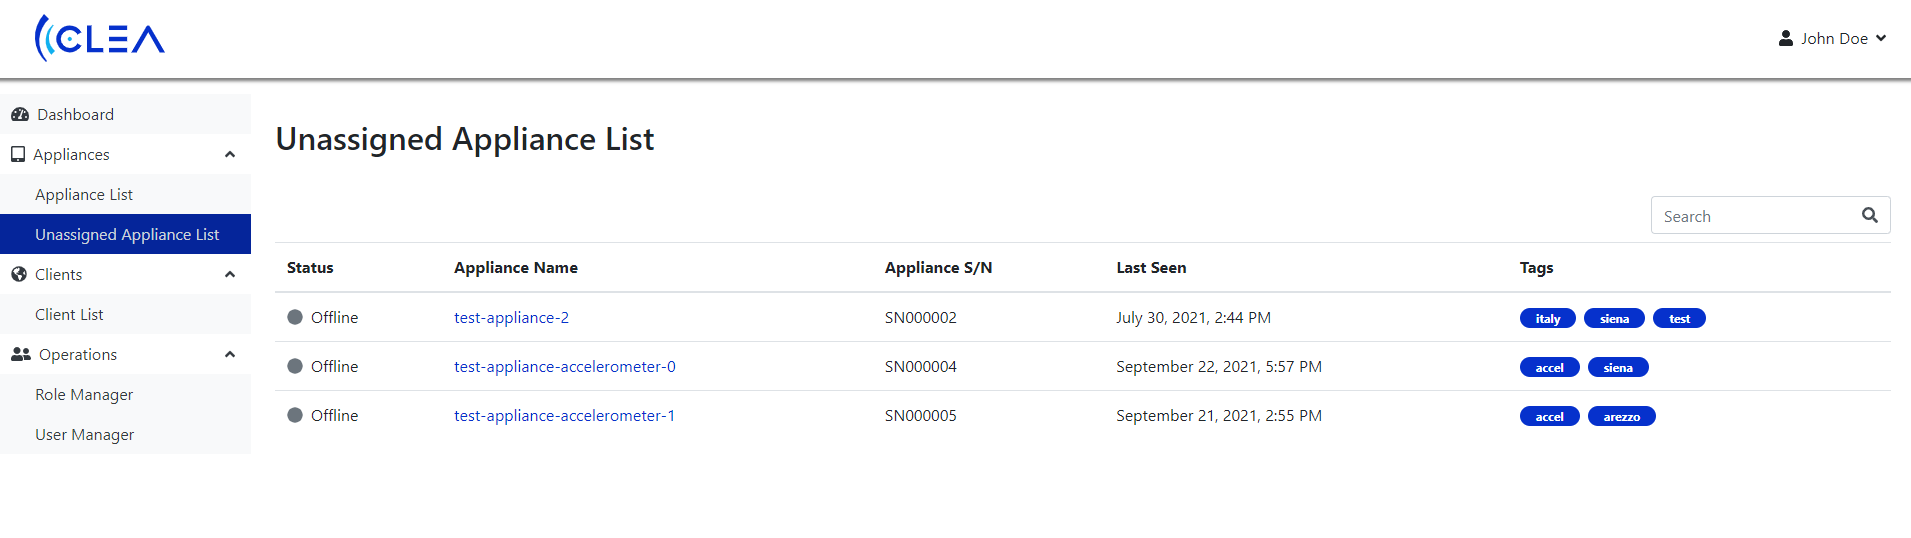 CLEA
John Doe
Dashboard
Appliances
Appliance List
Unassigned Appliance List
Clients
Client List
Operations
Role Manager
User Manager
Unassigned Appliance List
Search
Status Appliance Name Appliance S/N Last Seen Tags
Offline test-appliance-2 SN000002 July 30, 2021, 2:44 PM italy siena test
Offline test-appliance-accelerometer-0 SN000004 September 22, 2021, 5:57 PM accel siena
Offline test-appliance-accelerometer-1 SN000005 September 21, 2021, 2:55 PM accel arezzo